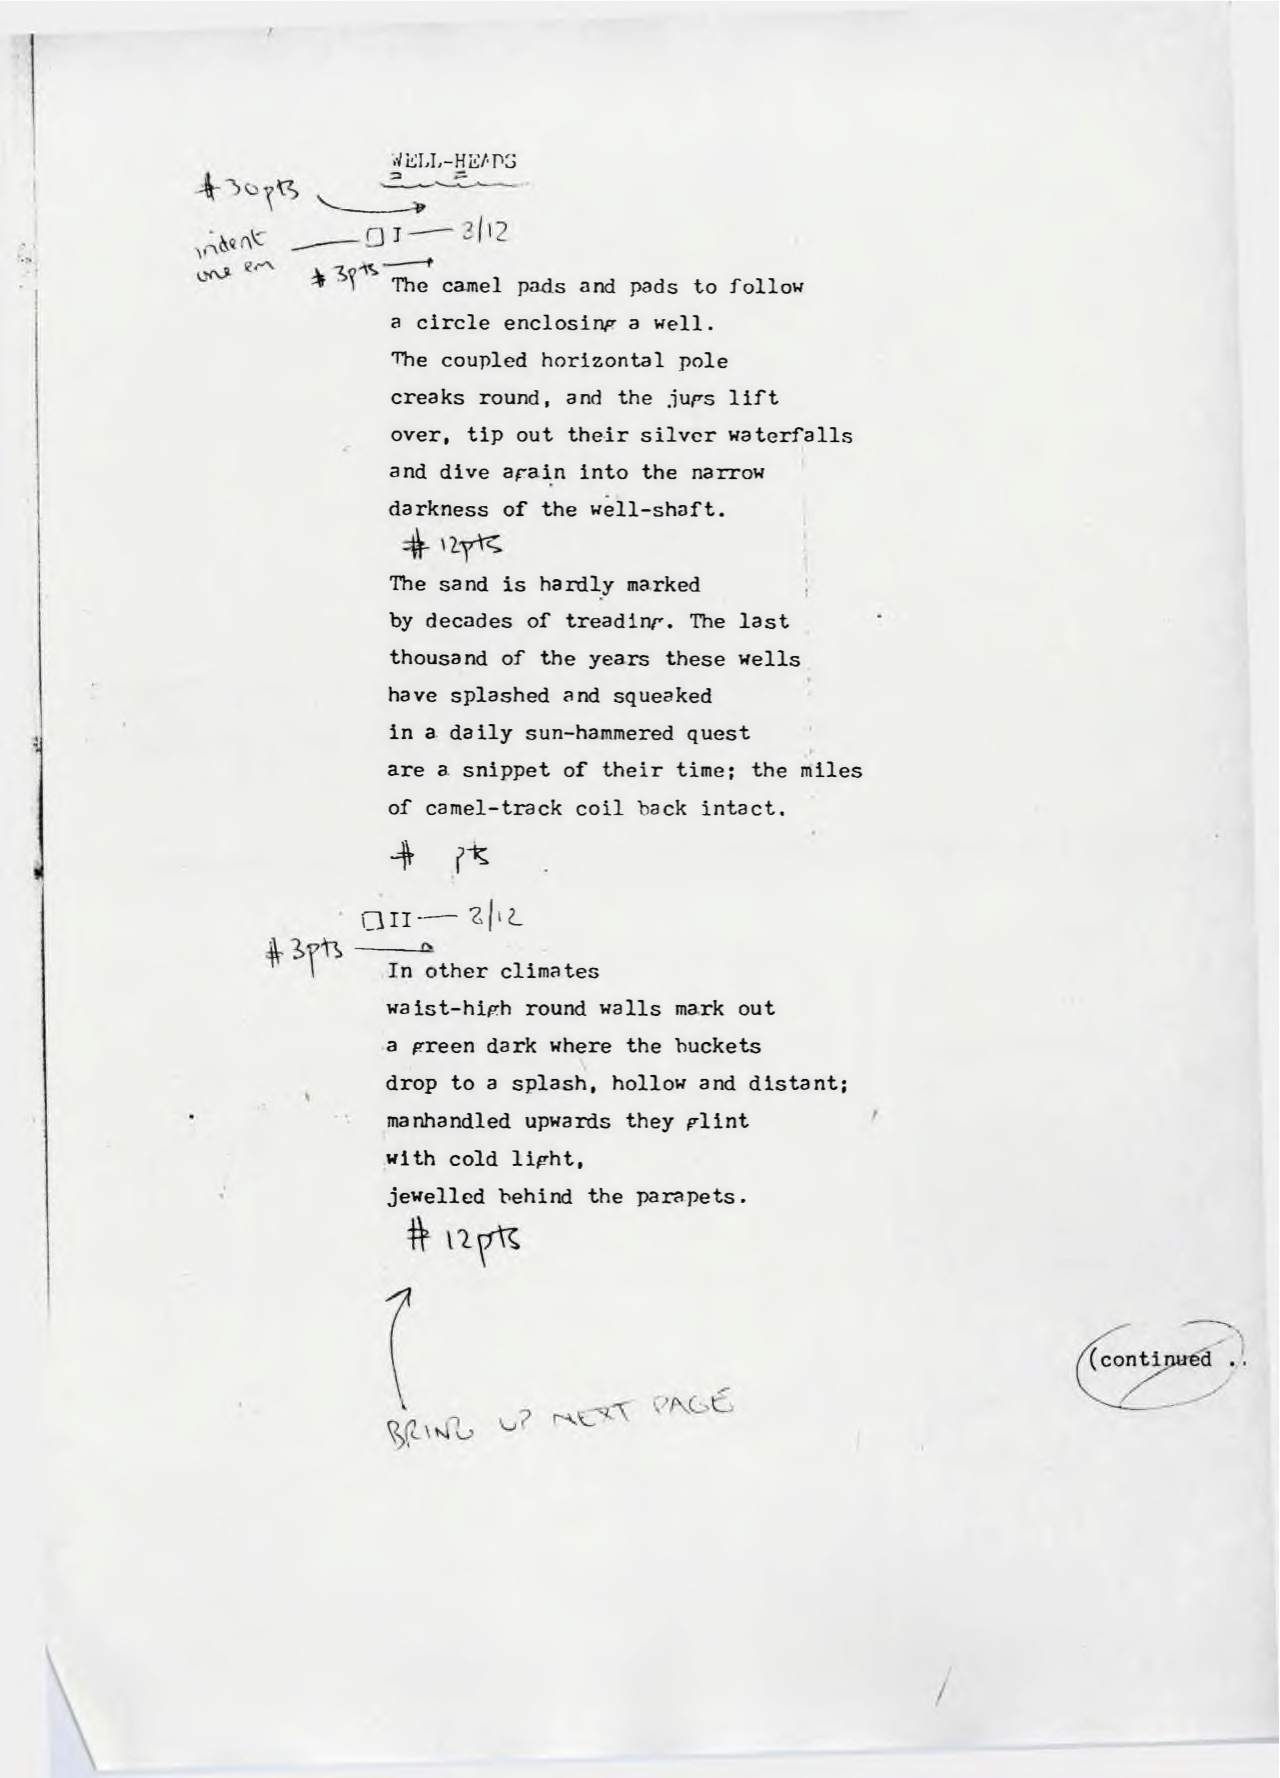 WELL-HEADS
# 30pts
I — 3/12
indent
one em
# 3pts
The camel pads and pads to follow
a circle enclosing a well.
The coupled horizontal pole
creaks round, and the jugs lift
over, tip out their silver waterfalls
and dive again into the narrow
darkness of the well-shaft.
# 12pts
The sand is hardly marked
by decades of treading. The last
thousand of the years these wells
have splashed and squeaked
in a daily sun-hammered quest
are a snippet of their time; the miles
of camel-track coil back intact.
# pts
II — 2/12
# 3pts
In other climates
waist-high round walls mark out
a green dark where the buckets
drop to a splash, hollow and distant;
manhandled upwards they glint
with cold light,
jewelled behind the parapets.
# 12pts
(continued ..
BRING UP NEXT PAGE